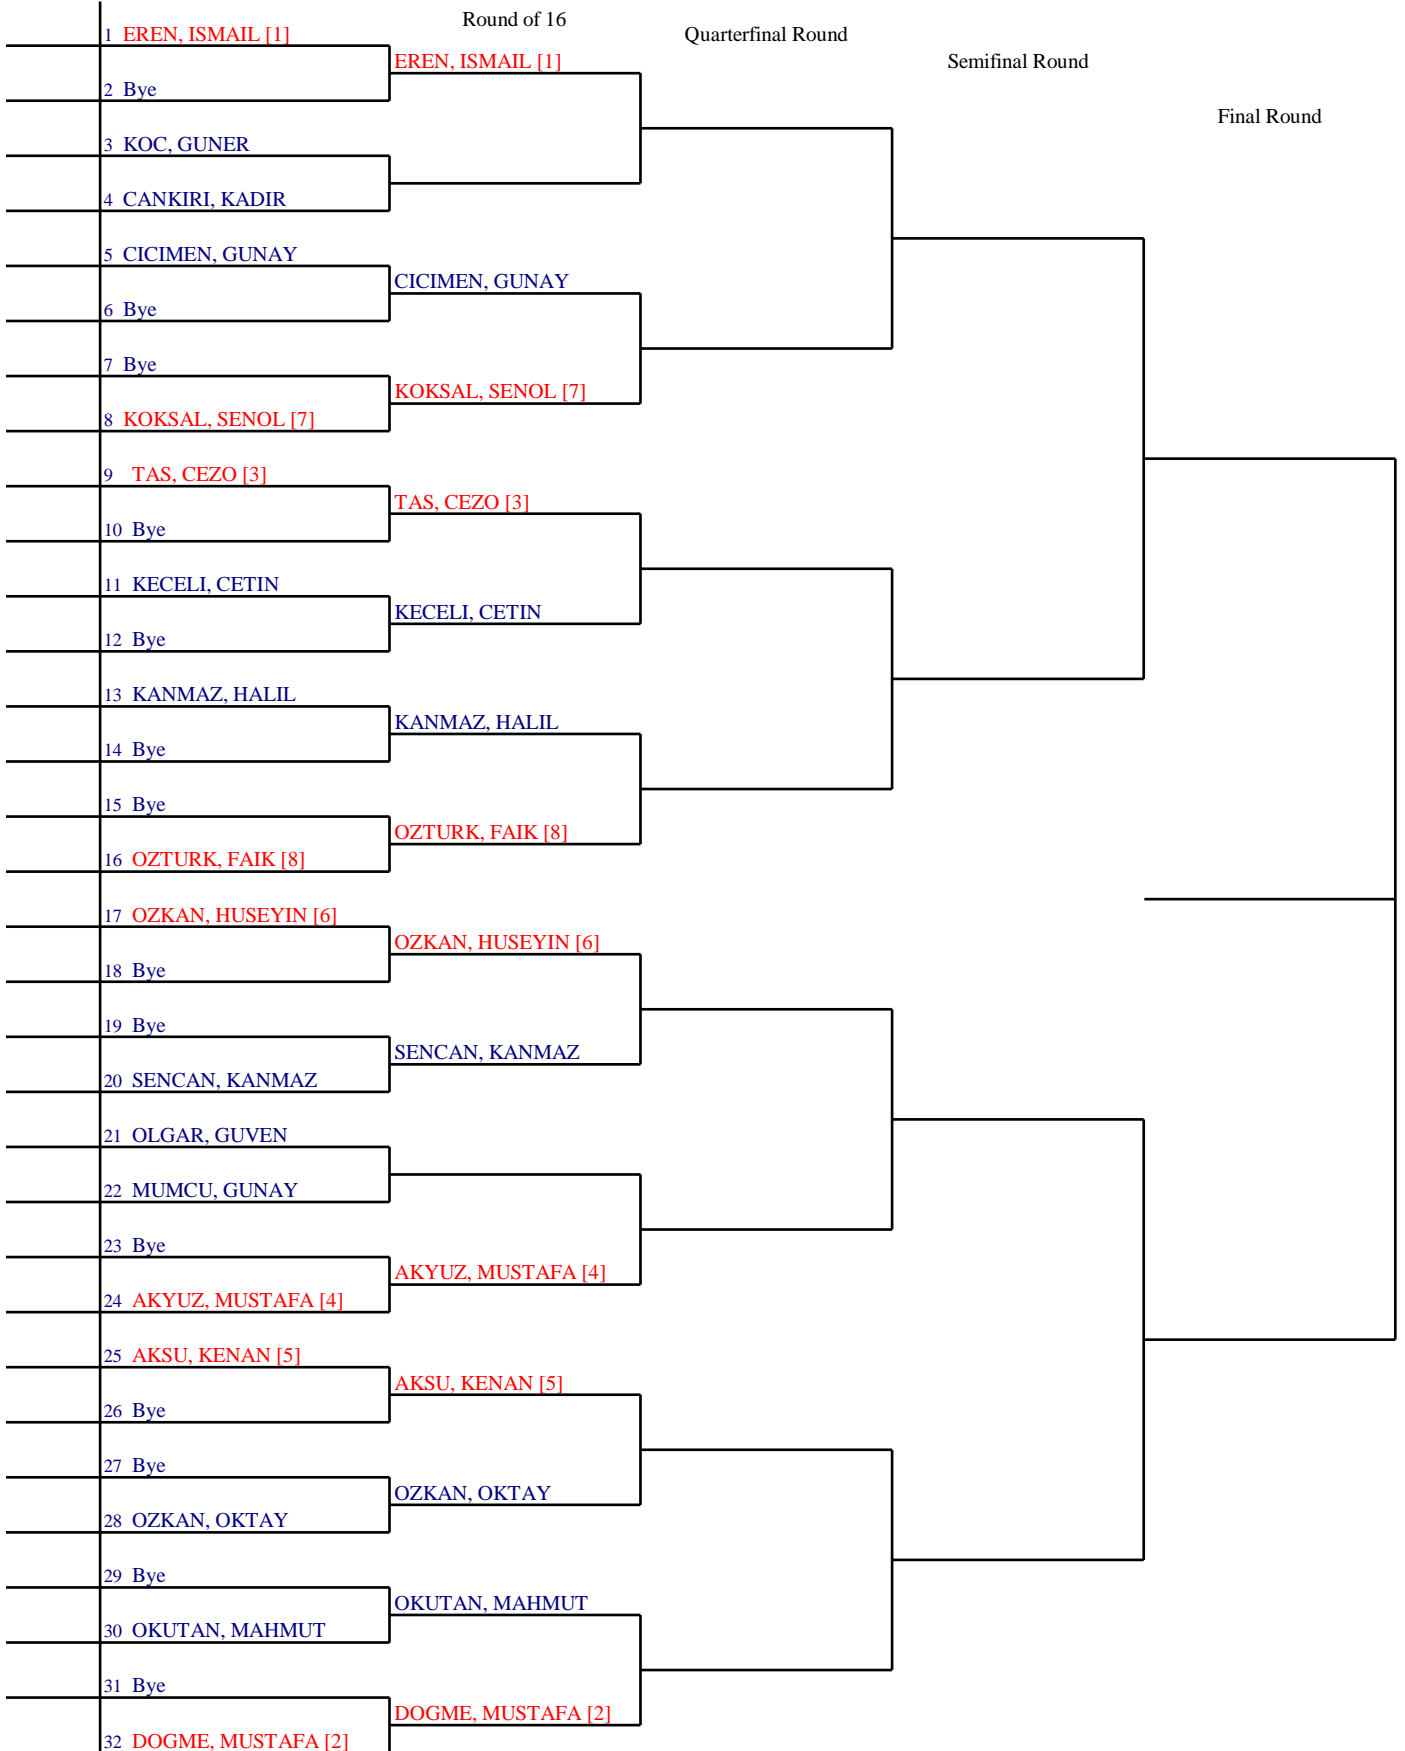 Round of 16
Quarterfinal Round
Semifinal Round
Final Round
1 EREN, ISMAIL [1]
EREN, ISMAIL [1]
2 Bye
3 KOC, GUNER
4 CANKIRI, KADIR
5 CICIMEN, GUNAY
CICIMEN, GUNAY
6 Bye
7 Bye
KOKSAL, SENOL [7]
8 KOKSAL, SENOL [7]
9 TAS, CEZO [3]
TAS, CEZO [3]
10 Bye
11 KECELI, CETIN
KECELI, CETIN
12 Bye
13 KANMAZ, HALIL
KANMAZ, HALIL
14 Bye
15 Bye
OZTURK, FAIK [8]
16 OZTURK, FAIK [8]
17 OZKAN, HUSEYIN [6]
OZKAN, HUSEYIN [6]
18 Bye
19 Bye
SENCAN, KANMAZ
20 SENCAN, KANMAZ
21 OLGAR, GUVEN
22 MUMCU, GUNAY
23 Bye
AKYUZ, MUSTAFA [4]
24 AKYUZ, MUSTAFA [4]
25 AKSU, KENAN [5]
AKSU, KENAN [5]
26 Bye
27 Bye
OZKAN, OKTAY
28 OZKAN, OKTAY
29 Bye
OKUTAN, MAHMUT
30 OKUTAN, MAHMUT
31 Bye
DOGME, MUSTAFA [2]
32 DOGME, MUSTAFA [2]